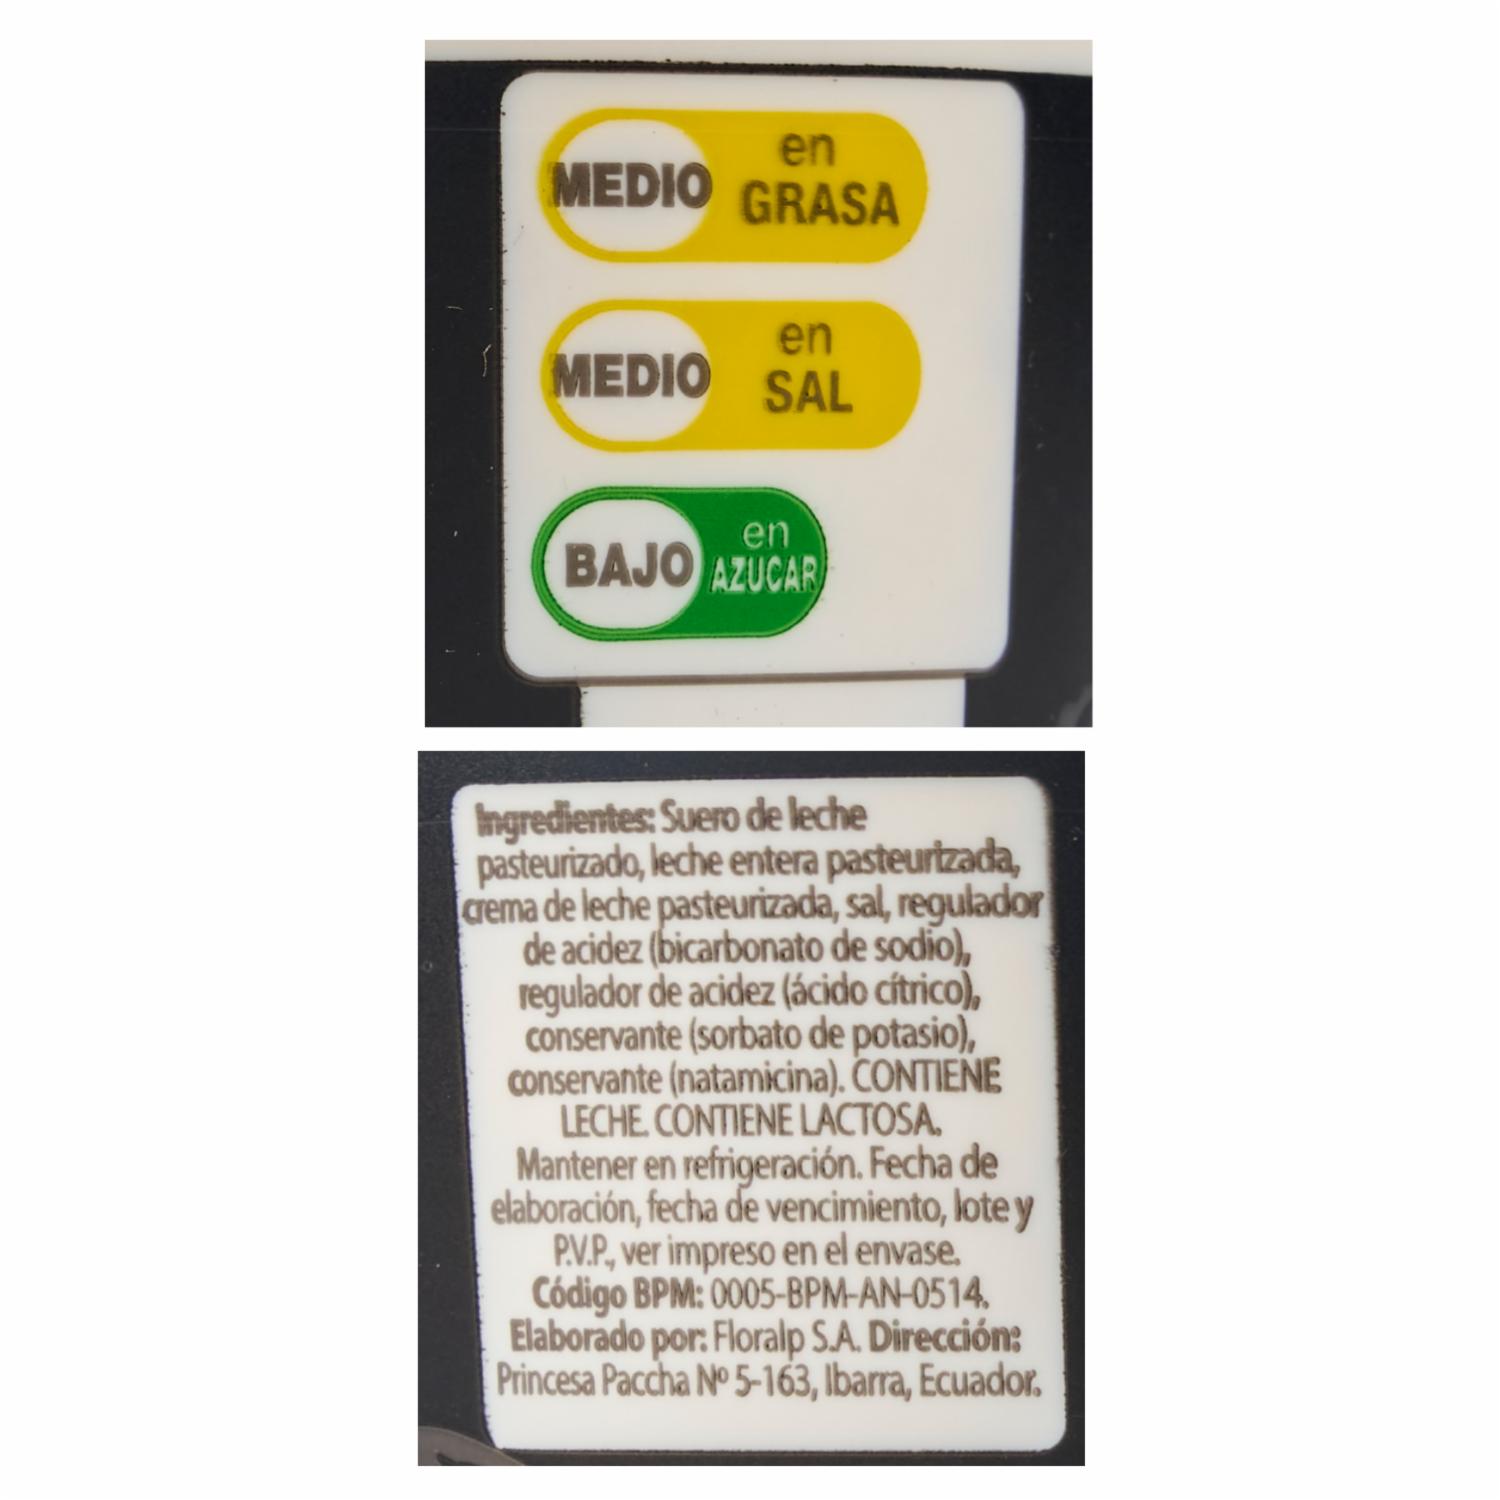 MEDIO en
GRASA
MEDIO en
SAL
BAJO en
AZUCAR
Ingredientes: Suero de leche
pasteurizado, leche entera pasteurizada,
crema de leche pasteurizada, sal, regulador
de acidez (bicarbonato de sodio),
regulador de acidez (ácido cítrico),
conservante (sorbato de potasio),
conservante (natamicina). CONTIENE
LECHE. CONTIENE LACTOSA.
Mantener en refrigeración. Fecha de
elaboración, fecha de vencimiento, lote y
P.V.P., ver impreso en el envase.
Código BPM: 0005-BPM-AN-0514.
Elaborado por: Floralp S.A. Dirección:
Princesa Paccha Nº 5-163, Ibarra, Ecuador.